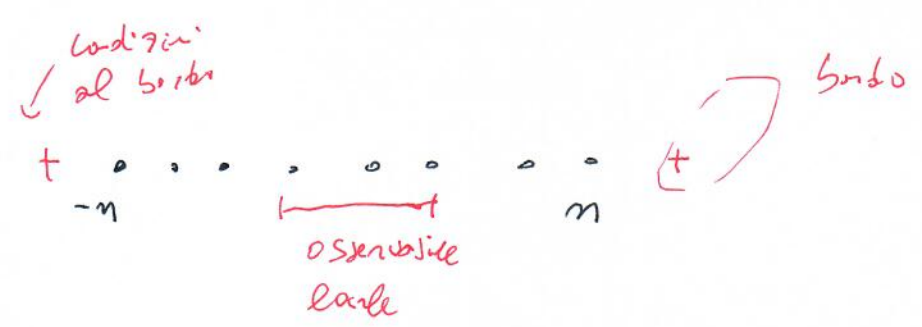 condizioni
al bordo
bordo
+ +
-n n
osservabile
locale